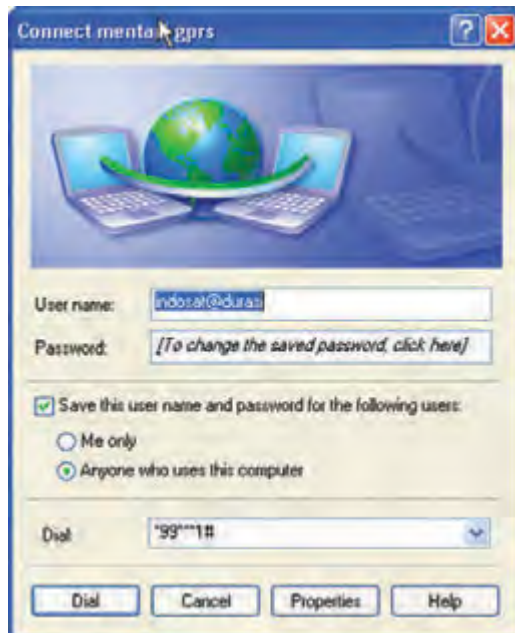 Connect menta gprs
?
X
User name:
indosat@durasi
Password:
[To change the saved password, click here]
Save this user name and password for the following users:
Me only
Anyone who uses this computer
Dial:
*99***1#
Dial
Cancel
Properties
Help